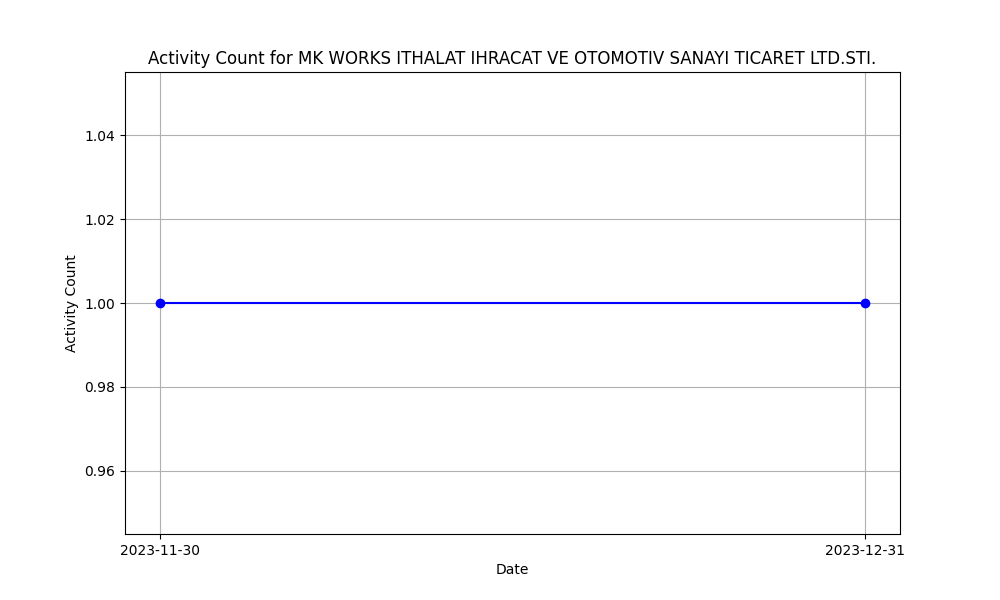 Activity Count for MK WORKS ITHALAT IHRACAT VE OTOMOTIV SANAYI TICARET LTD.STI.
1.04
1.02
1.00
0.98
0.96
Activity Count
2023-11-30 2023-12-31
Date